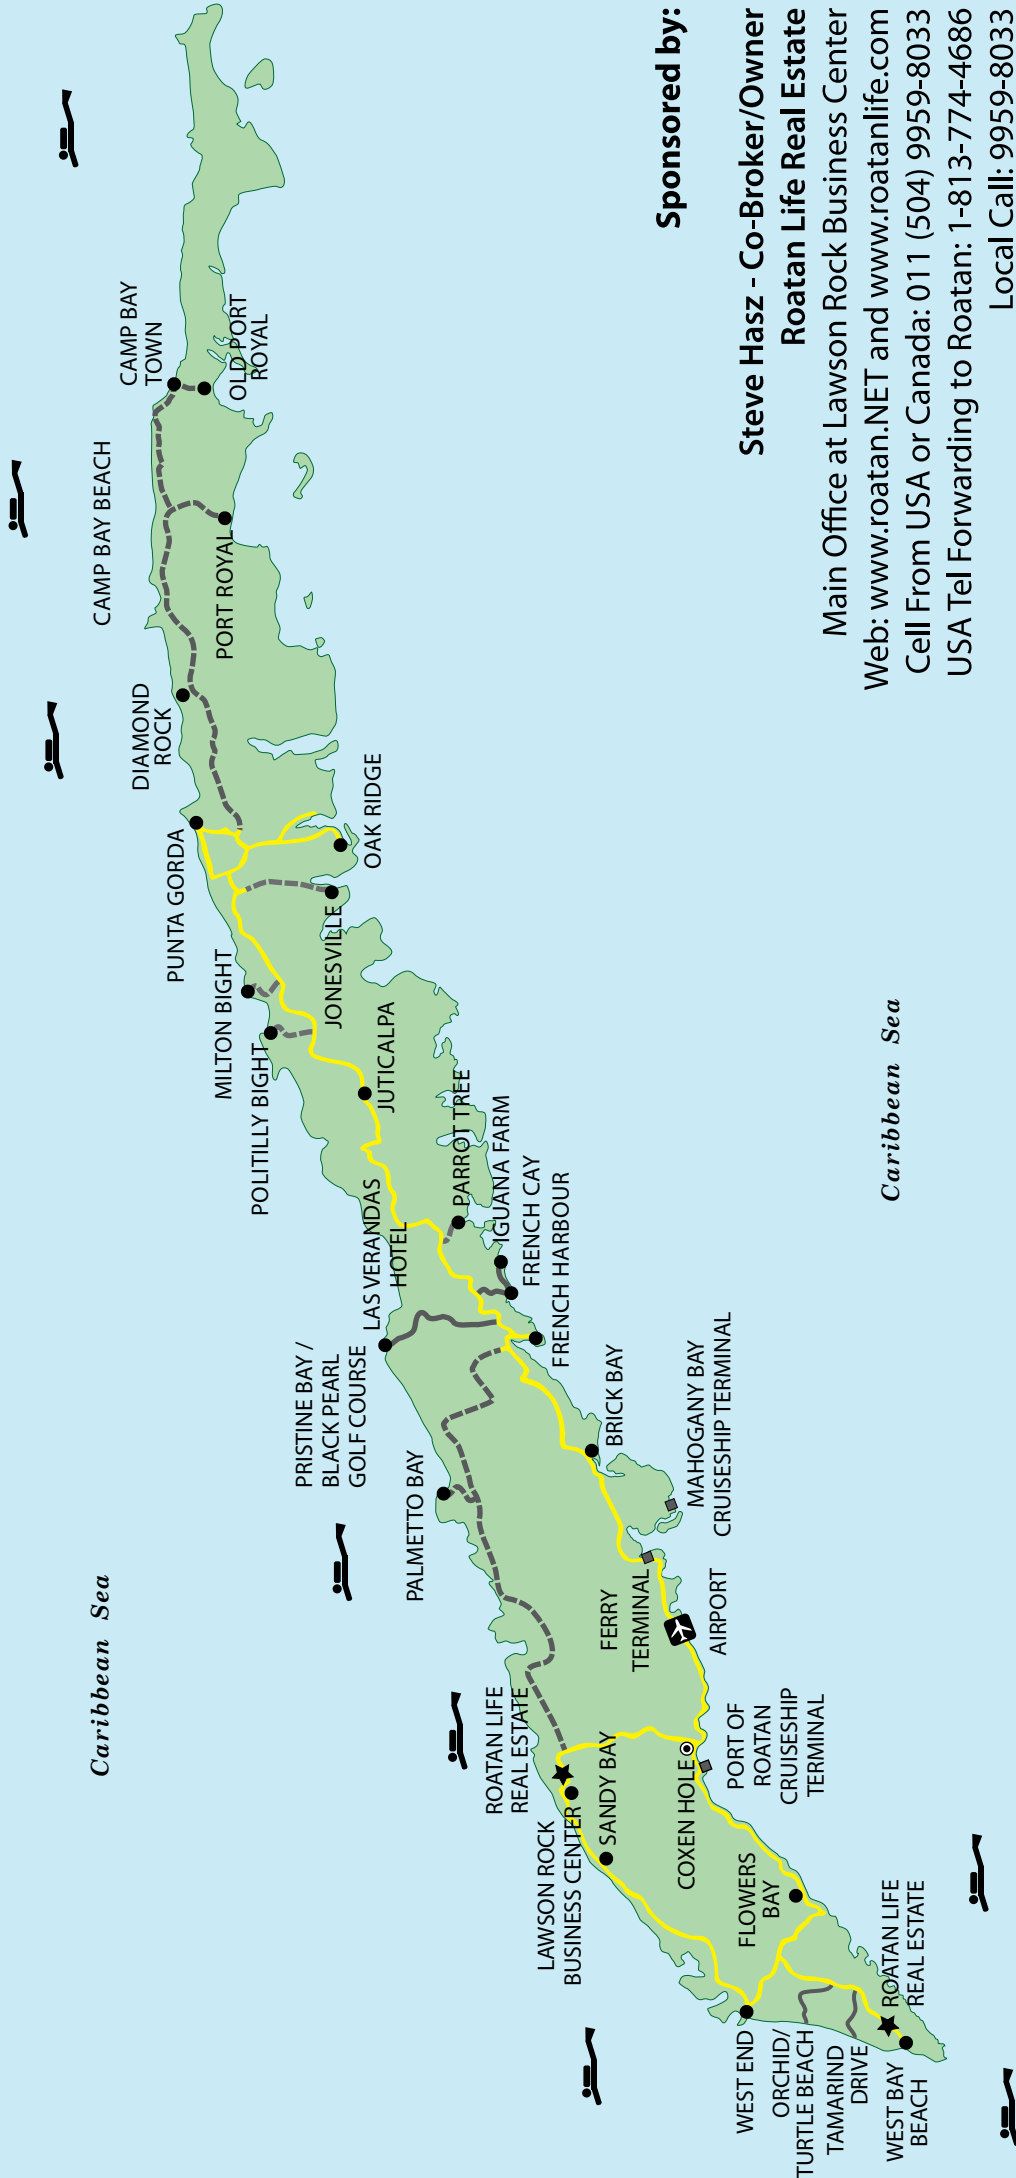 Caribbean Sea
WEST BAY
BEACH
ROATAN LIFE
REAL ESTATE
TAMARIND
DRIVE
ORCHID/
TURTLE BEACH
WEST END
FLOWERS
BAY
LAWSON ROCK
BUSINESS CENTER
SANDY BAY
ROATAN LIFE
REAL ESTATE
COXEN HOLE
PORT OF
ROATAN
CRUISESHIP
TERMINAL
AIRPORT
FERRY
TERMINAL
MAHOGANY BAY
CRUISESHIP TERMINAL
PALMETTO BAY
BRICK BAY
PRISTINE BAY /
BLACK PEARL
GOLF COURSE
FRENCH HARBOUR
FRENCH CAY
IGUANA FARM
PARROT TREE
LAS VERANDAS
HOTEL
JUTICALPA
POLITILLY BIGHT
MILTON BIGHT
JONESVILLE
PUNTA GORDA
OAK RIDGE
DIAMOND
ROCK
PORT ROYAL
CAMP BAY BEACH
CAMP BAY
TOWN
OLD PORT
ROYAL
Caribbean Sea
Sponsored by:
Steve Hasz - Co-Broker/Owner
Roatan Life Real Estate
Main Office at Lawson Rock Business Center
Web: www.roatan.NET and www.roatanlife.com
Cell From USA or Canada: 011 (504) 9959-8033
USA Tel Forwarding to Roatan: 1-813-774-4686
Local Call: 9959-8033